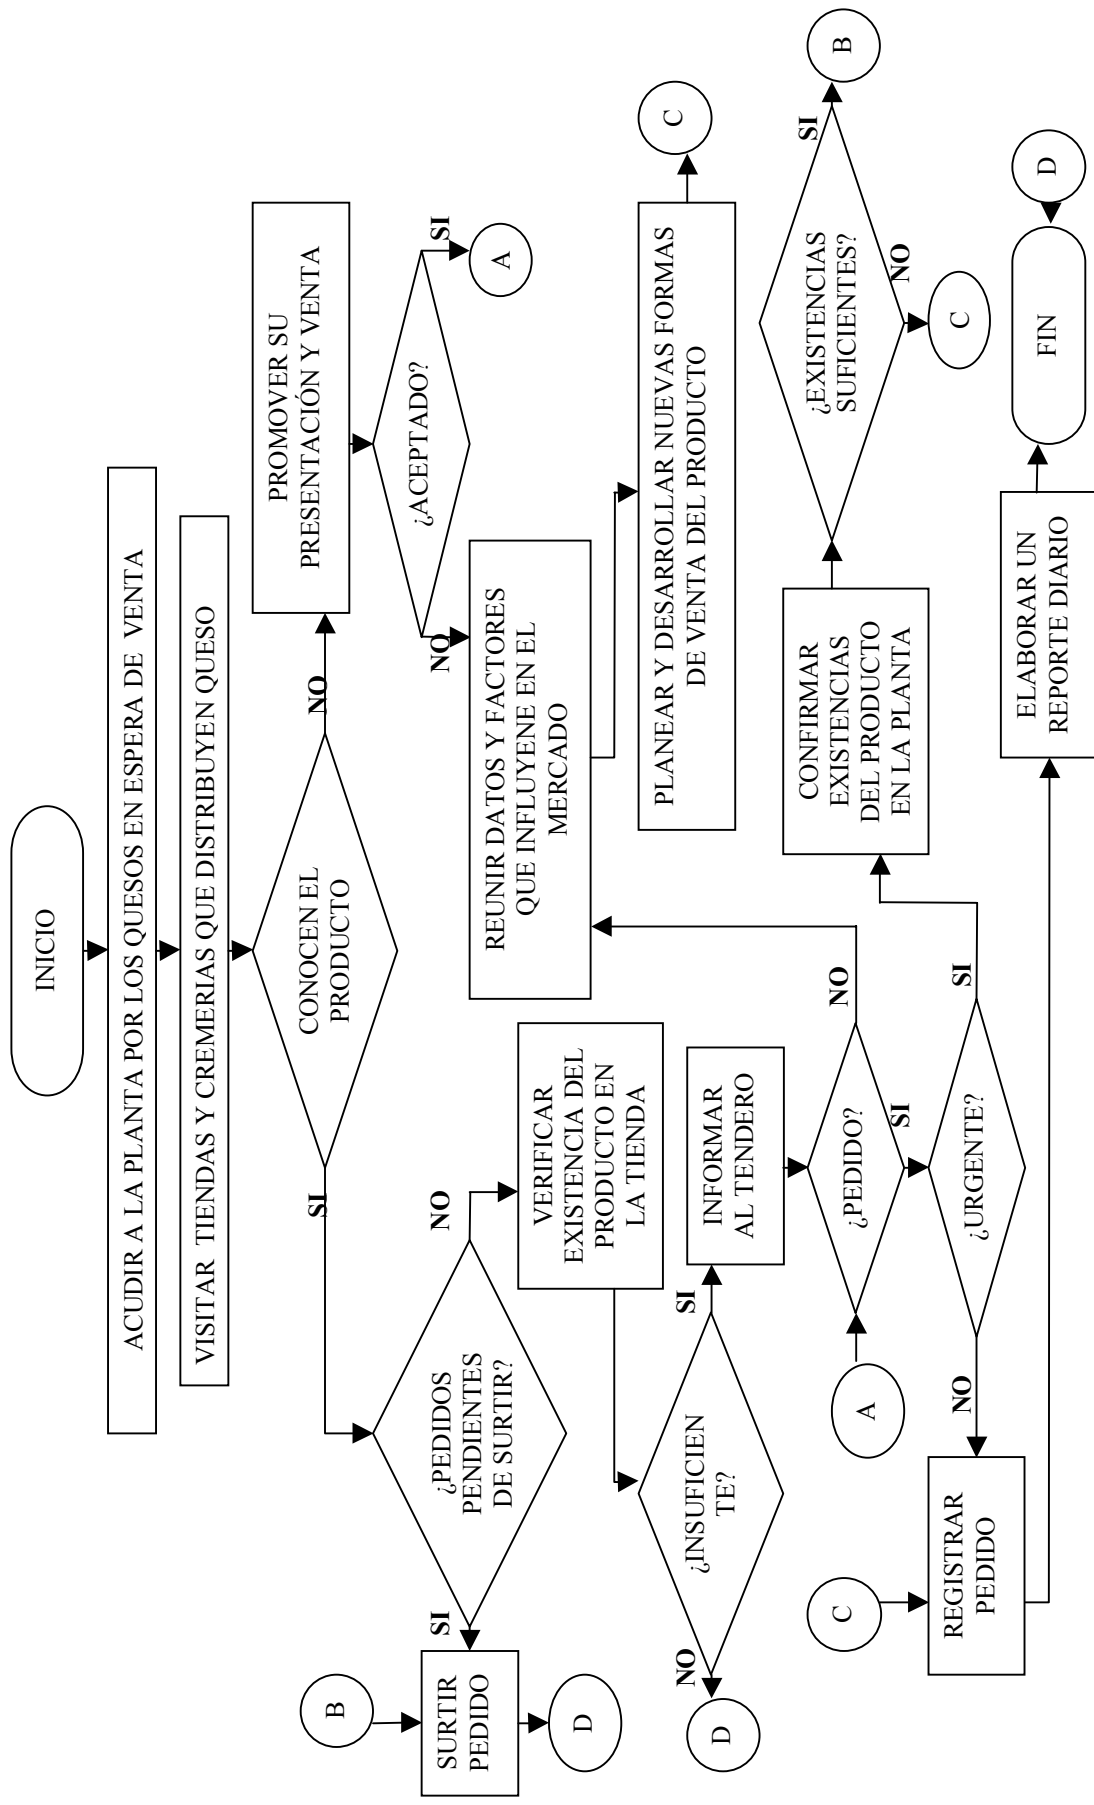 INICIO
ACUDIR A LA PLANTA POR LOS QUESOS EN ESPERA DE VENTA
VISITAR TIENDAS Y CREMERIAS QUE DISTRIBUYEN QUESO
CONOCEN EL
PRODUCTO
SI
NO
PROMOVER SU
PRESENTACIÓN Y VENTA
¿ACEPTADO?
SI
A
NO
B
SURTIR
PEDIDO
D
SI
¿PEDIDOS
PENDIENTES
DE SURTIR?
NO
VERIFICAR
EXISTENCIA DEL
PRODUCTO EN
LA TIENDA
REUNIR DATOS Y FACTORES
QUE INFLUYENE EN EL
MERCADO
PLANEAR Y DESARROLLAR NUEVAS FORMAS
DE VENTA DEL PRODUCTO
C
D
NO
¿INSUFICIEN
TE?
SI
INFORMAR
AL TENDERO
A
¿PEDIDO?
NO
SI
CONFIRMAR
EXISTENCIAS
DEL PRODUCTO
EN LA PLANTA
¿EXISTENCIAS
SUFICIENTES?
SI
B
NO
C
C
REGISTRAR
PEDIDO
NO
¿URGENTE?
SI
ELABORAR UN
REPORTE DIARIO
FIN
D